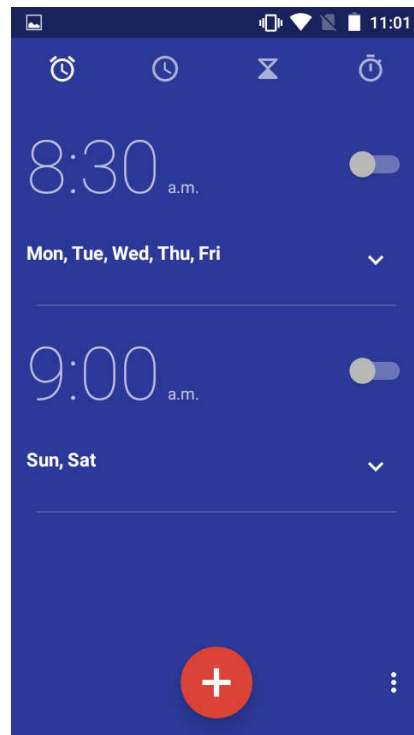 11:01
8:30 a.m.
Mon, Tue, Wed, Thu, Fri
9:00 a.m.
Sun, Sat